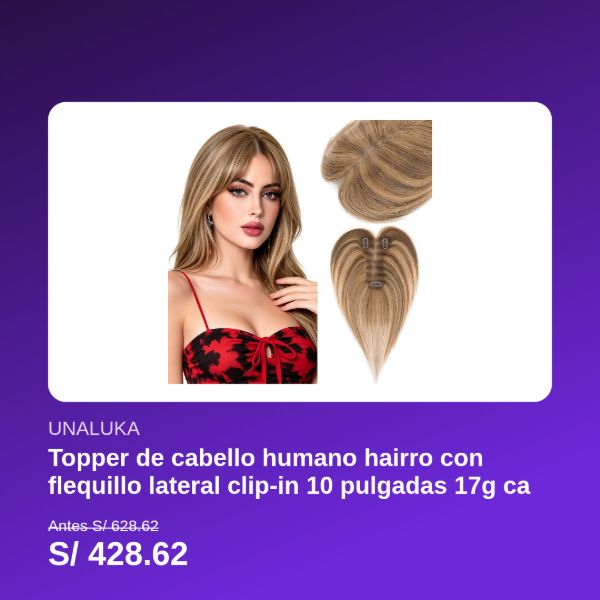 UNALUKA
Topper de cabello humano hairro con
flequillo lateral clip-in 10 pulgadas 17g ca
Antes S/ 628.62
S/ 428.62